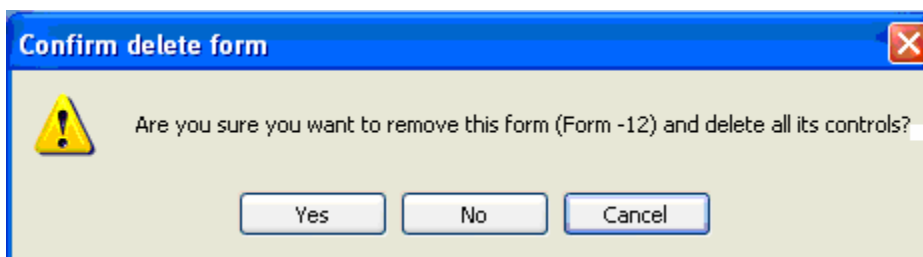 Confirm delete form
Are you sure you want to remove this form (Form -12) and delete all its controls?
Yes No Cancel